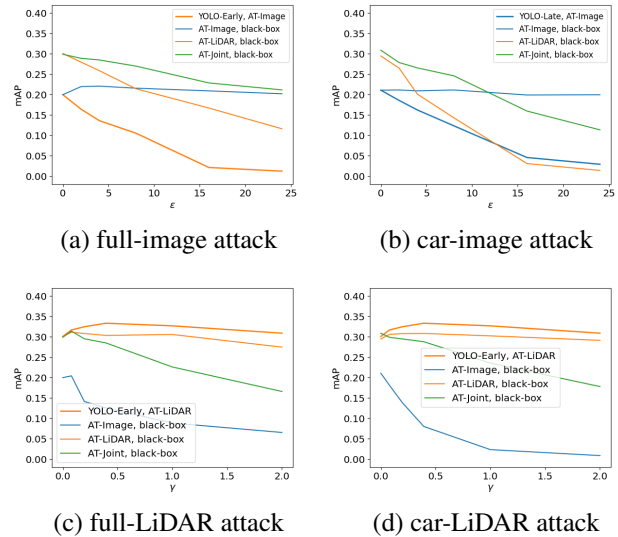 YOLO-Early, AT-Image
AT-Image, black-box
AT-LiDAR, black-box
AT-Joint, black-box
mAP
0.40
0.35
0.30
0.25
0.20
0.15
0.10
0.05
0.00
0 5 10 15 20 25
ε
(a) full-image attack
YOLO-Late, AT-Image
AT-Image, black-box
AT-LiDAR, black-box
AT-Joint, black-box
mAP
0.40
0.35
0.30
0.25
0.20
0.15
0.10
0.05
0.00
0 5 10 15 20 25
ε
(b) car-image attack
YOLO-Early, AT-LiDAR
AT-Image, black-box
AT-LiDAR, black-box
AT-Joint, black-box
mAP
0.40
0.35
0.30
0.25
0.20
0.15
0.10
0.05
0.00
0.0 0.5 1.0 1.5 2.0
γ
(c) full-LiDAR attack
YOLO-Early, AT-LiDAR
AT-Image, black-box
AT-LiDAR, black-box
AT-Joint, black-box
mAP
0.40
0.35
0.30
0.25
0.20
0.15
0.10
0.05
0.00
0.0 0.5 1.0 1.5 2.0
γ
(d) car-LiDAR attack